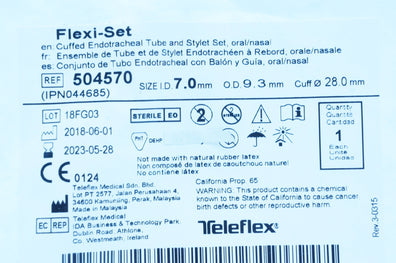 Flexi-Set
en: Cuffed Endotracheal Tube and Stylet Set, oral/nasal
fr: Ensemble de Tube et de Stylet Endotrachéen à Rebord, orale/nasale
es: Conjunto de Tubo Endotracheal con Balón y Guía, oral/nasal
REF 504570 SIZE I.D 7.0mm O.D. 9.3mm Cuff Ø 28.0mm
(IPN044685)
LOT 18FG03 STERILE EO 2
2018-06-01
2023-05-28
PHT DEHP
Quantity
Quantité
Cantidad
1
Each
Unité
Unidad
Not made with natural rubber latex
Non composé de latex de caoutchouc naturel
No contiene látex de caucho natural
CE 0124
Teleflex Medical Sdn. Bhd.
Lot PT 2577, Jalan Perusahaan 4,
34600 Kamunting, Perak, Malaysia
Made in Perak, Malaysia
California Prop. 65
WARNING: This product contains a chemical
known to the State of California to cause cancer
birth defects or other reproductive harm.
EC REP Teleflex Medical
IDA Business & Technology Park
Dublin Road, Athlone,
Co. Westmeath, Ireland
Teleflex®
Rev. 3-0315